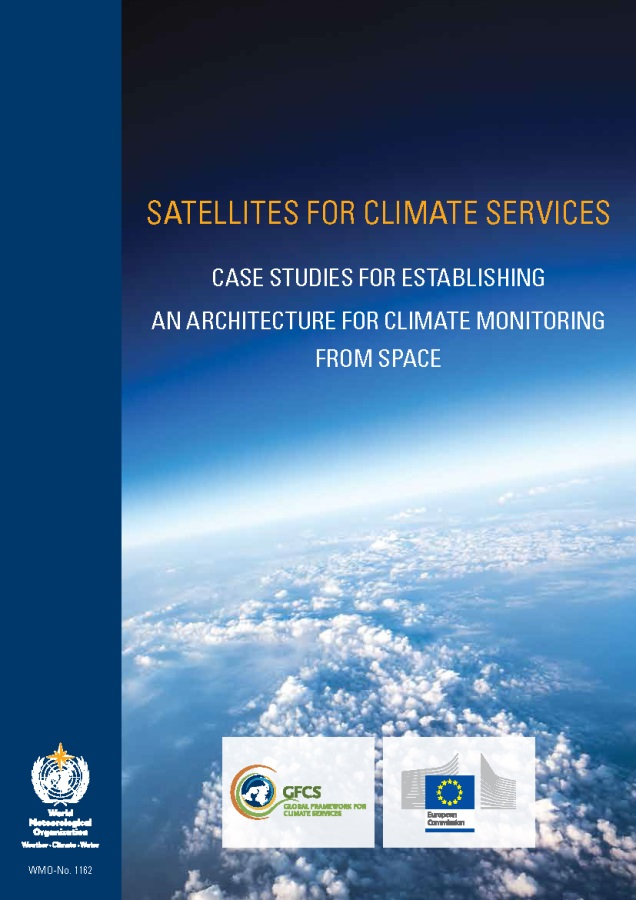 SATELLITES FOR CLIMATE SERVICES
CASE STUDIES FOR ESTABLISHING
AN ARCHITECTURE FOR CLIMATE MONITORING
FROM SPACE
GFCS
GLOBAL FRAMEWORK FOR
CLIMATE SERVICES
European
Commission
World
Meteorological
Organization
Weather · Climate · Water
WMO-No. 1162